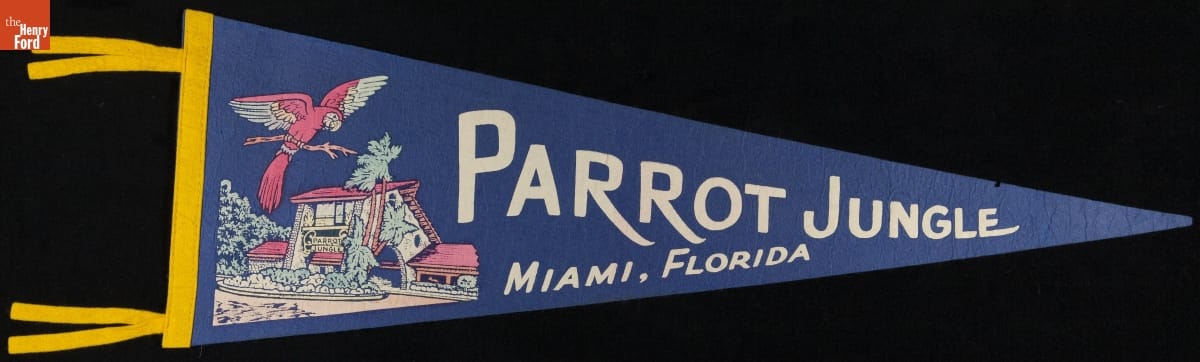 the
Henry
Ford
PARROT JUNGLE
MIAMI, FLORIDA
PARROT
JUNGLE